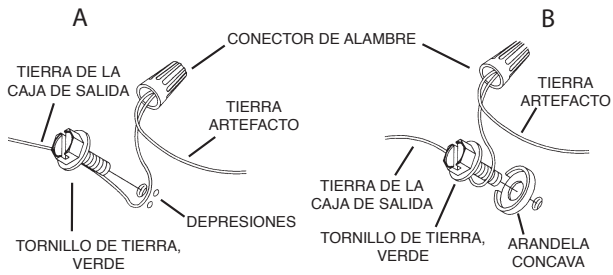 A
B
CONECTOR DE ALAMBRE
TIERRA DE LA
CAJA DE SALIDA
TIERRA
ARTEFACTO
DEPRESIONES
TORNILLO DE TIERRA,
VERDE
TIERRA
ARTEFACTO
TIERRA DE LA
CAJA DE SALIDA
TORNILLO DE TIERRA,
VERDE
ARANDELA
CONCAVA